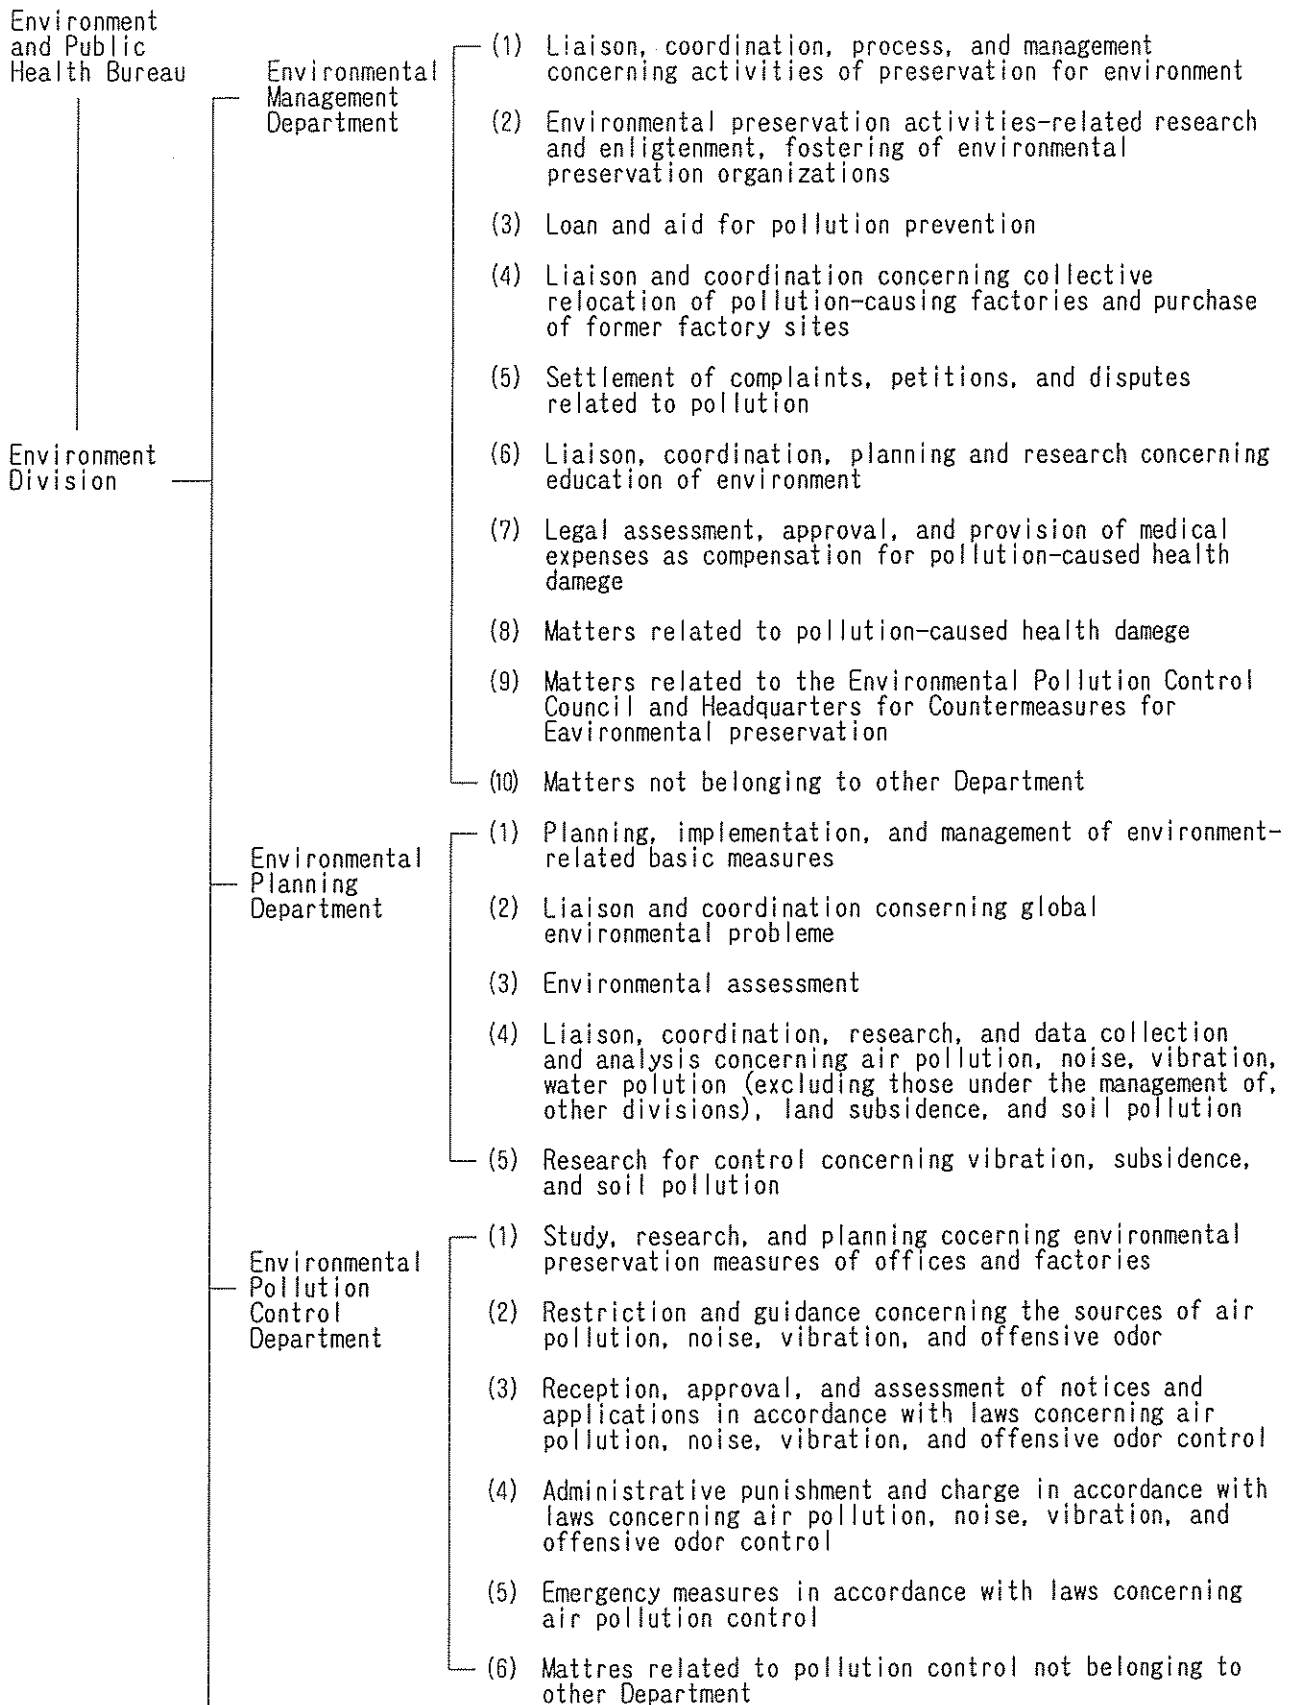 Environment
and Public
Health Bureau
Environment
Division
Environmental
Management
Department
(1) Liaison, coordination, process, and management
concerning activities of preservation for environment
(2) Environmental preservation activities-related research
and enligtenment, fostering of environmental
preservation organizations
(3) Loan and aid for pollution prevention
(4) Liaison and coordination concerning collective
relocation of pollution-causing factories and purchase
of former factory sites
(5) Settlement of complaints, petitions, and disputes
related to pollution
(6) Liaison, coordination, planning and research concerning
education of environment
(7) Legal assessment, approval, and provision of medical
expenses as compensation for pollution-caused health
damege
(8) Matters related to pollution-caused health damege
(9) Matters related to the Environmental Pollution Control
Council and Headquarters for Countermeasures for
Eavironmental preservation
(10) Matters not belonging to other Department
Environmental
Planning
Department
(1) Planning, implementation, and management of environment-
related basic measures
(2) Liaison and coordination conserning global
environmental probleme
(3) Environmental assessment
(4) Liaison, coordination, research, and data collection
and analysis concerning air pollution, noise, vibration,
water polution (excluding those under the management of,
other divisions), land subsidence, and soil pollution
(5) Research for control concerning vibration, subsidence,
and soil pollution
Environmental
Pollution
Control
Department
(1) Study, research, and planning cocerning environmental
preservation measures of offices and factories
(2) Restriction and guidance concerning the sources of air
pollution, noise, vibration, and offensive odor
(3) Reception, approval, and assessment of notices and
applications in accordance with laws concerning air
pollution, noise, vibration, and offensive odor control
(4) Administrative punishment and charge in accordance with
laws concerning air pollution, noise, vibration, and
offensive odor control
(5) Emergency measures in accordance with laws concerning
air pollution control
(6) Mattres related to pollution control not belonging to
other Department